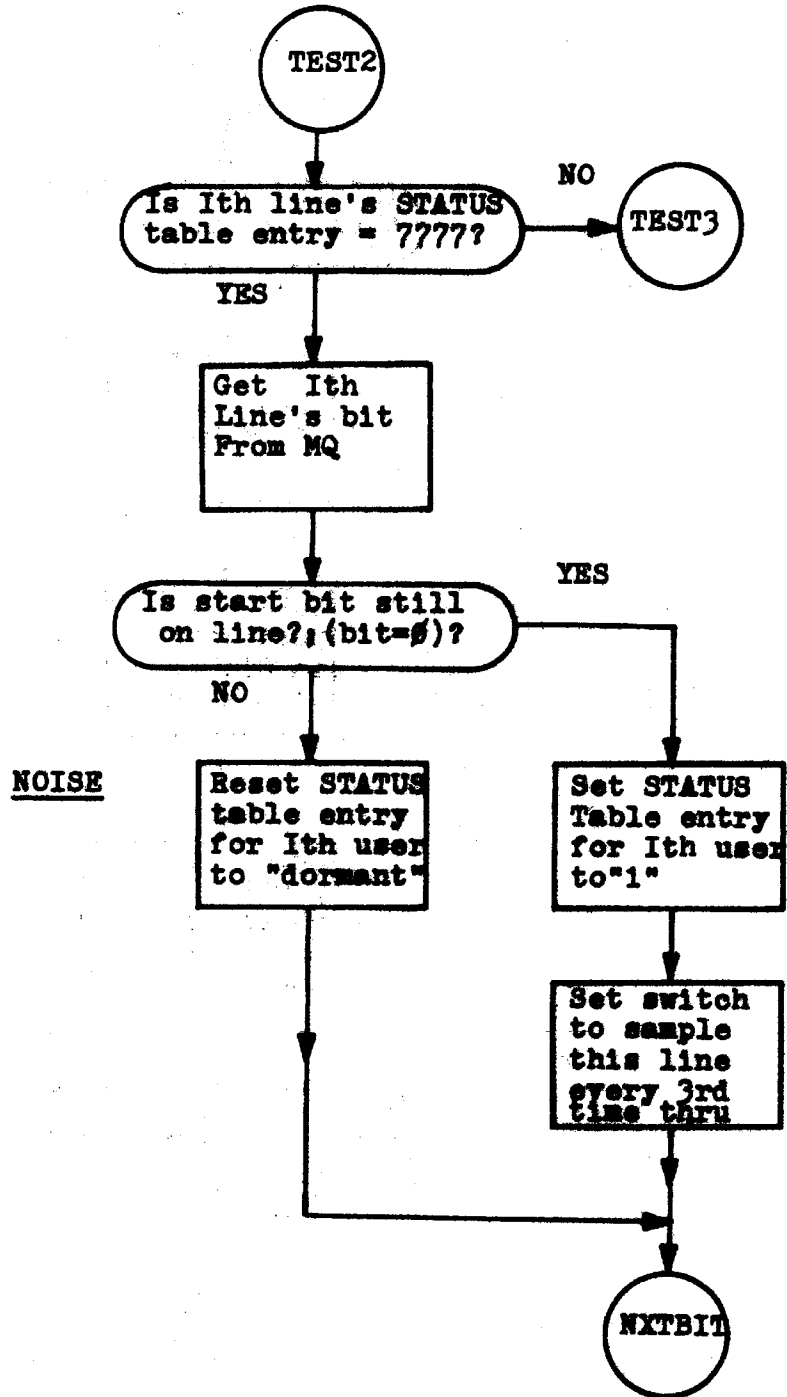 TEST2
Is Ith line's STATUS
table entry = 7777?
NO
TEST3
YES
Get Ith
Line's bit
From MQ
Is start bit still
on line?;(bit=Ø)?
YES
NO
NOISE
Reset STATUS
table entry
for Ith user
to "dormant"
Set STATUS
Table entry
for Ith user
to"1"
Set switch
to sample
this line
every 3rd
time thru
NXTBIT